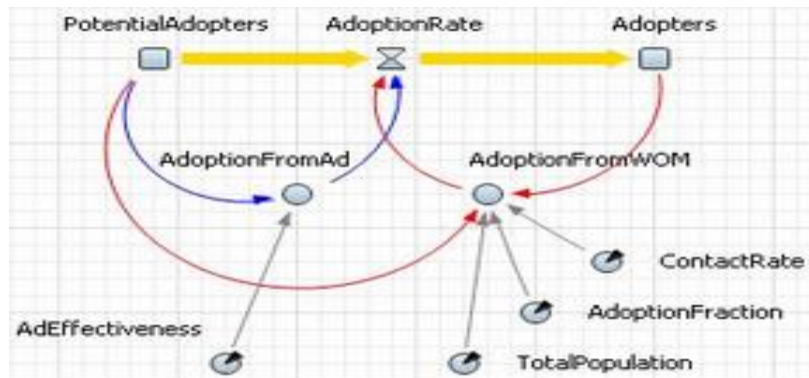 PotentialAdopters
AdoptionRate
Adopters
AdoptionFromAd
AdoptionFromWOM
ContactRate
AdoptionFraction
AdEffectiveness
TotalPopulation